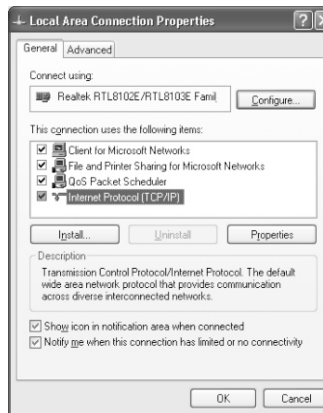 Local Area Connection Properties
General Advanced
Connect using:
Realtek RTL8102E/RTL8103E Famil
Configure...
This connection uses the following items:
Client for Microsoft Networks
File and Printer Sharing for Microsoft Networks
QoS Packet Scheduler
Internet Protocol (TCP/IP)
Install... Uninstall Properties
Description
Transmission Control Protocol/Internet Protocol. The default
wide area network protocol that provides communication
across diverse interconnected networks.
Show icon in notification area when connected
Notify me when this connection has limited or no connectivity
OK Cancel